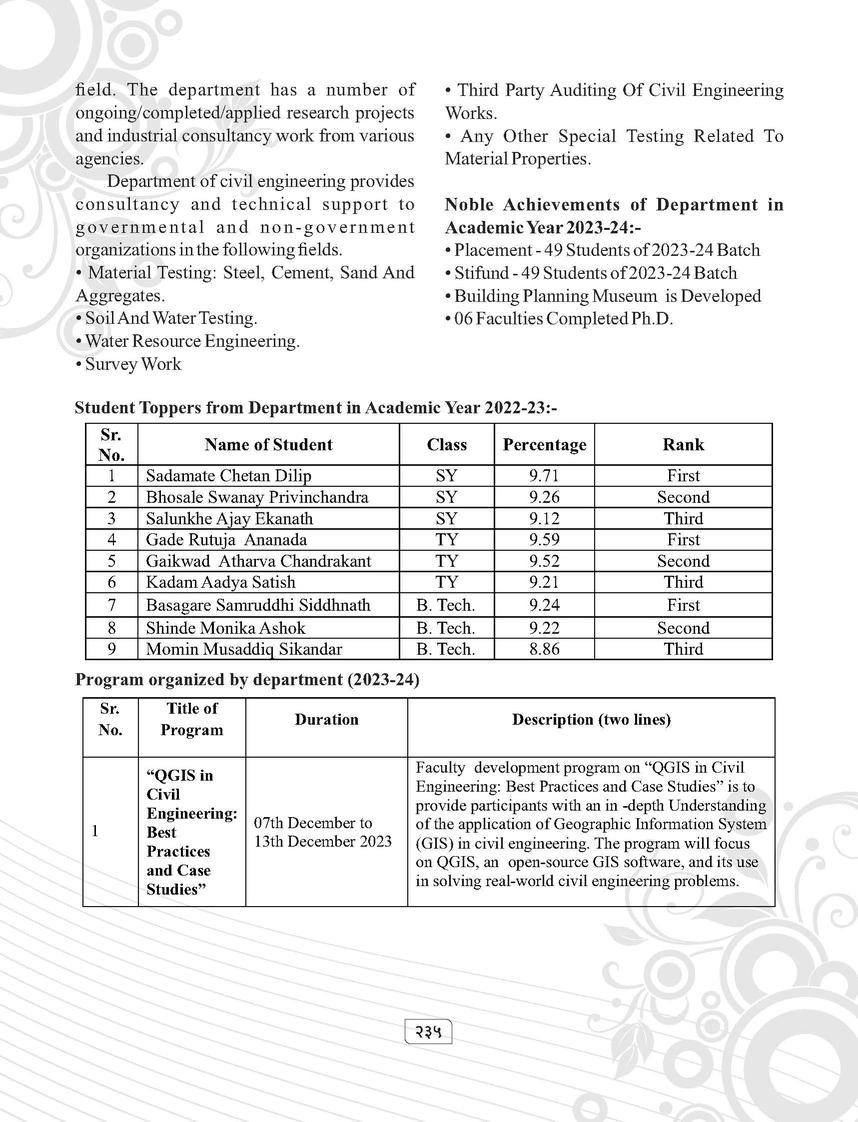 field. The department has a number of
ongoing/completed/applied research projects
and industrial consultancy work from various
agencies.
Department of civil engineering provides
consultancy and technical support to
governmental and non-government
organizations in the following fields.
• Material Testing: Steel, Cement, Sand And
Aggregates.
• Soil And Water Testing.
• Water Resource Engineering.
• Survey Work
• Third Party Auditing Of Civil Engineering
Works.
• Any Other Special Testing Related To
Material Properties.
Noble Achievements of Department in
Academic Year 2023-24:-
• Placement - 49 Students of 2023-24 Batch
• Stifund - 49 Students of 2023-24 Batch
• Building Planning Museum is Developed
• 06 Faculties Completed Ph.D.
Student Toppers from Department in Academic Year 2022-23:-
Sr. No. Name of Student Class Percentage Rank
1 Sadamate Chetan Dilip SY 9.71 First
2 Bhosale Swanay Privinchandra SY 9.26 Second
3 Salunkhe Ajay Ekanath SY 9.12 Third
4 Gade Rutuja Ananada TY 9.59 First
5 Gaikwad Atharva Chandrakant TY 9.52 Second
6 Kadam Aadya Satish TY 9.21 Third
7 Basagare Samruddhi Siddhnath B. Tech. 9.24 First
8 Shinde Monika Ashok B. Tech. 9.22 Second
9 Momin Musaddiq Sikandar B. Tech. 8.86 Third
Program organized by department (2023-24)
Sr. No. Title of Program Duration Description (two lines)
1
“QGIS in
Civil
Engineering:
Best
Practices
and Case
Studies”
07th December to
13th December 2023
Faculty development program on “QGIS in Civil
Engineering: Best Practices and Case Studies” is to
provide participants with an in -depth Understanding
of the application of Geographic Information System
(GIS) in civil engineering. The program will focus
on QGIS, an open-source GIS software, and its use
in solving real-world civil engineering problems.
२३५